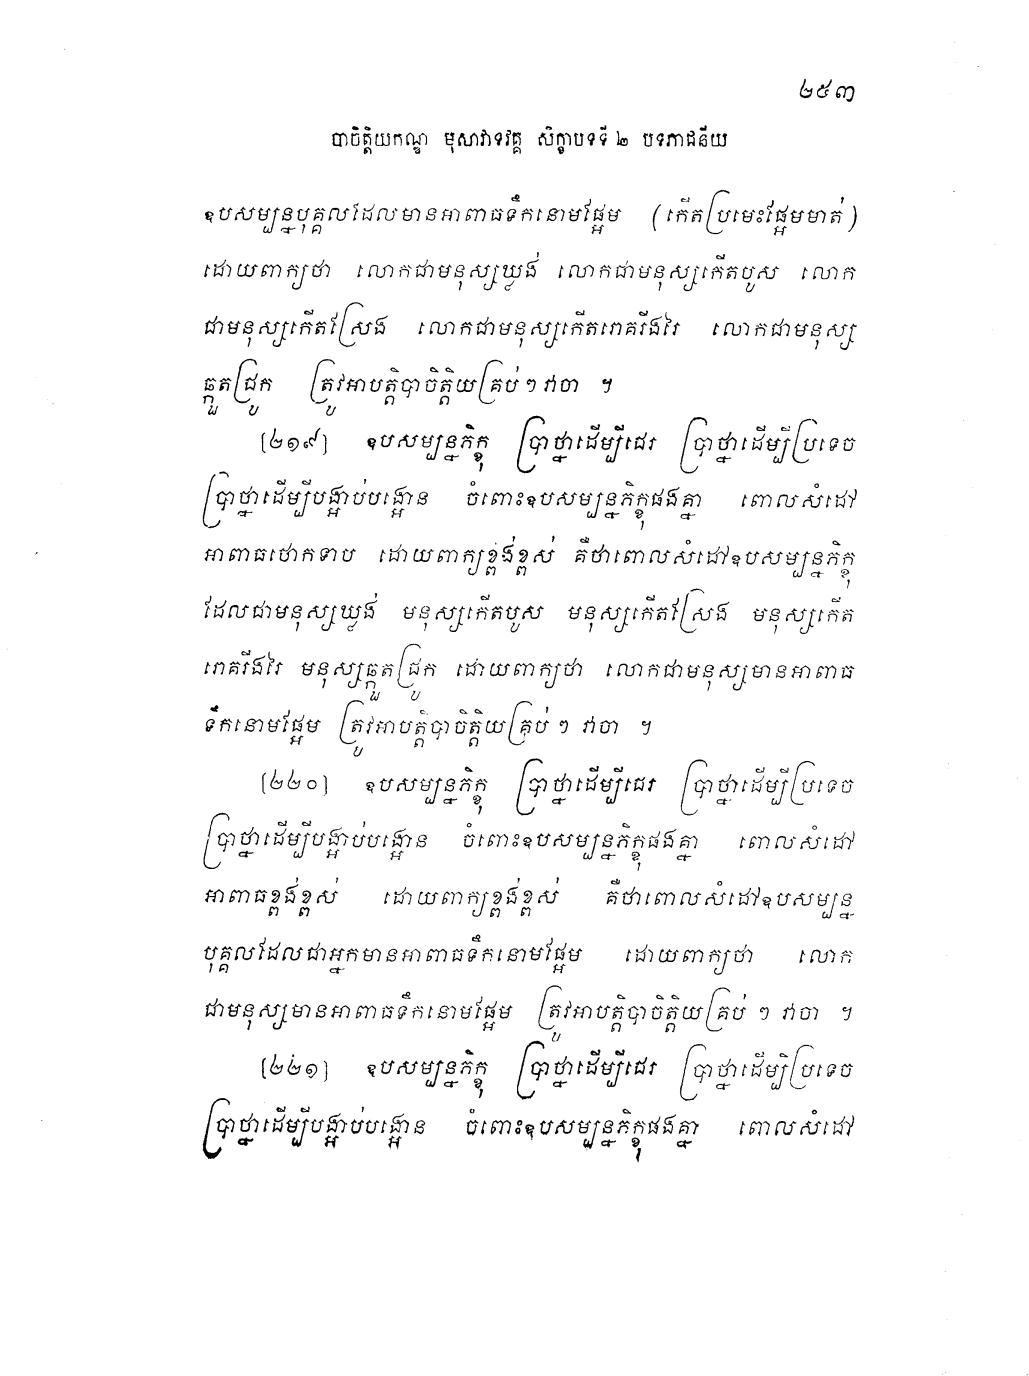 ២៥៣
បាចិត្តិយកណ្ឌ មុសាវាទវគ្គ សិក្ខាបទទី ២ បទភាជនីយ
ឧបសម្បន្នបុគ្គលដែលមានអាពាធទឹកនោមផ្អែម (កើតប្រមេះផ្អែមមាត់)
ដោយពាក្យថា លោកជាមនុស្សឃ្លង់ លោកជាមនុស្សកើតបូស លោក
ជាមនុស្សកើតស្រែង លោកជាមនុស្សកើតរោគរីងរៃ លោកជាមនុស្ស
ឆ្កួតជ្រូក ត្រូវអាបត្តិបាចិត្តិយគ្រប់ៗ វាចា ។
[២១៩] ឧបសម្បន្នភិក្ខុ ប្រាថ្នាដើម្បីជេរ ប្រាថ្នាដើម្បីប្រទេច
ប្រាថ្នាដើម្បីបង្អាប់បង្អោន ចំពោះឧបសម្បន្នភិក្ខុផងគ្នា ពោលសំដៅ
អាពាធថោកទាប ដោយពាក្យខ្ពង់ខ្ពស់ គឺថាពោលសំដៅឧបសម្បន្នភិក្ខុ
ដែលជាមនុស្សឃ្លង់ មនុស្សកើតបូស មនុស្សកើតស្រែង មនុស្សកើត
រោគរីងរៃ មនុស្សឆ្កួតជ្រូក ដោយពាក្យថា លោកជាមនុស្សមានអាពាធ
ទឹកនោមផ្អែម ត្រូវអាបត្តិបាចិត្តិយគ្រប់ ៗ វាចា ។
[២២០] ឧបសម្បន្នភិក្ខុ ប្រាថ្នាដើម្បីជេរ ប្រាថ្នាដើម្បីប្រទេច
ប្រាថ្នាដើម្បីបង្អាប់បង្អោន ចំពោះឧបសម្បន្នភិក្ខុផងគ្នា ពោលសំដៅ
អាពាធខ្ពង់ខ្ពស់ ដោយពាក្យខ្ពង់ខ្ពស់ គឺថាពោលសំដៅឧបសម្បន្ន
បុគ្គលដែលជាអ្នកមានអាពាធទឹកនោមផ្អែម ដោយពាក្យថា លោក
ជាមនុស្សមានអាពាធទឹកនោមផ្អែម ត្រូវអាបត្តិបាចិត្តិយគ្រប់ ៗ វាចា ។
[២២១] ឧបសម្បន្នភិក្ខុ ប្រាថ្នាដើម្បីជេរ ប្រាថ្នាដើម្បិប្រទេច
ប្រាថ្នាដើម្បីបង្អាប់បង្អោន ចំពោះឧបសម្បន្នភិក្ខុផងគ្នា ពោលសំដៅ